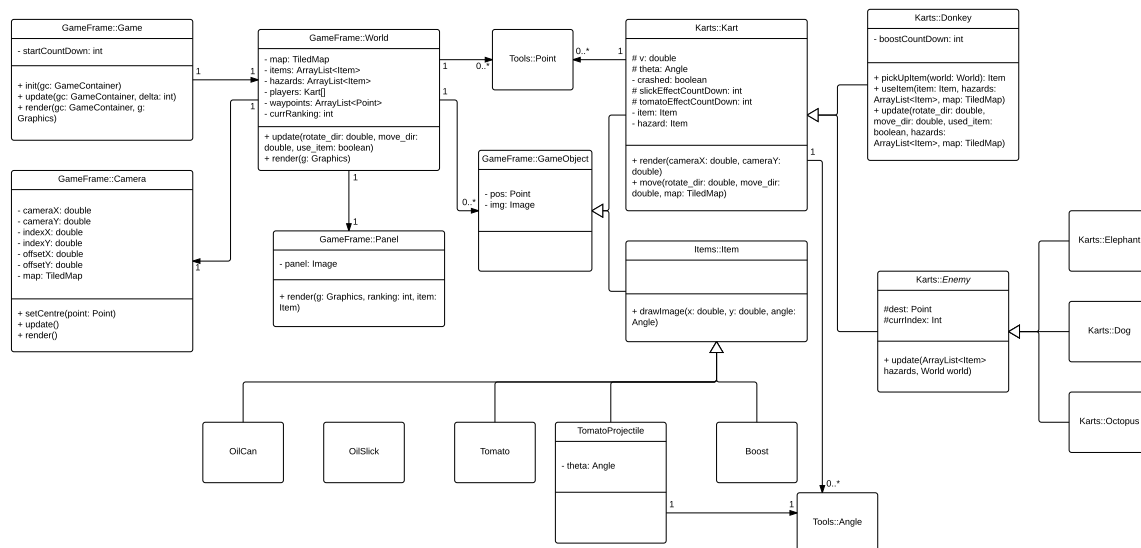 GameFrame::Game
- startCountDown: int
+ init(gc: GameContainer)
+ update(gc: GameContainer, delta: int)
+ render(gc: GameContainer, g:
Graphics)
1
1
GameFrame::World
- map: TiledMap
- items: ArrayList<Item>
- hazards: ArrayList<Item>
- players: Kart[]
- waypoints: ArrayList<Point>
- currRanking: int
+ update(rotate_dir: double, move_dir:
double, use_item: boolean)
+ render(g: Graphics)
1
0..*
1
0..*
1
1
1
1
Tools::Point
0..*
1
Karts::Kart
# v: double
# theta: Angle
- crashed: boolean
# slickEffectCountDown: int
# tomatoEffectCountDown: int
- item: Item
- hazard: Item
+ render(cameraX: double, cameraY:
double)
+ move(rotate_dir: double, move_dir:
double, map: TiledMap)
1
0..*
Karts::Donkey
- boostCountDown: int
+ pickUpItem(world: World): Item
+ useItem(item: Item, hazards:
ArrayList<Item>, map: TiledMap)
+ update(rotate_dir: double,
move_dir: double, used_item:
boolean, hazards:
ArrayList<Item>, map: TiledMap)
GameFrame::Camera
- cameraX: double
- cameraY: double
- indexX: double
- indexY: double
- offsetX: double
- offsetY: double
- map: TiledMap
+ setCentre(point: Point)
+ update()
+ render()
GameFrame::GameObject
- pos: Point
- img: Image
GameFrame::Panel
- panel: Image
+ render(g: Graphics, ranking: int, item:
Item)
Items::Item
+ drawImage(x: double, y: double, angle:
Angle)
Karts::Enemy
#dest: Point
#currIndex: Int
+ update(ArrayList<Item>
hazards, World world)
Karts::Elephant
Karts::Dog
Karts::Octopus
OilCan
OilSlick
Tomato
TomatoProjectile
- theta: Angle
1
1
Boost
Tools::Angle